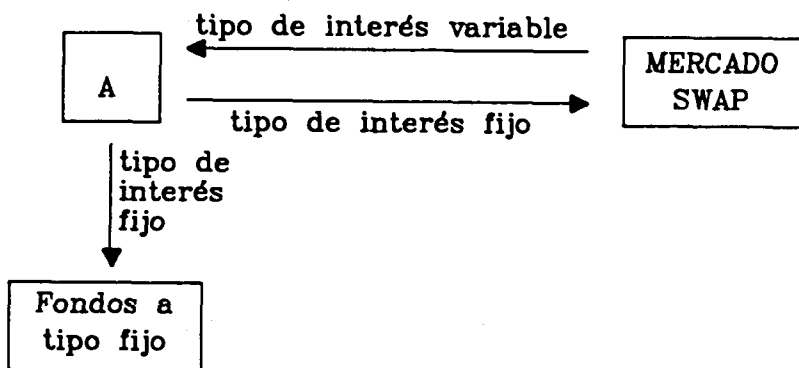 tipo de interés variable
A
MERCADO
SWAP
tipo de interés fijo
tipo de
interés
fijo
Fondos a
tipo fijo